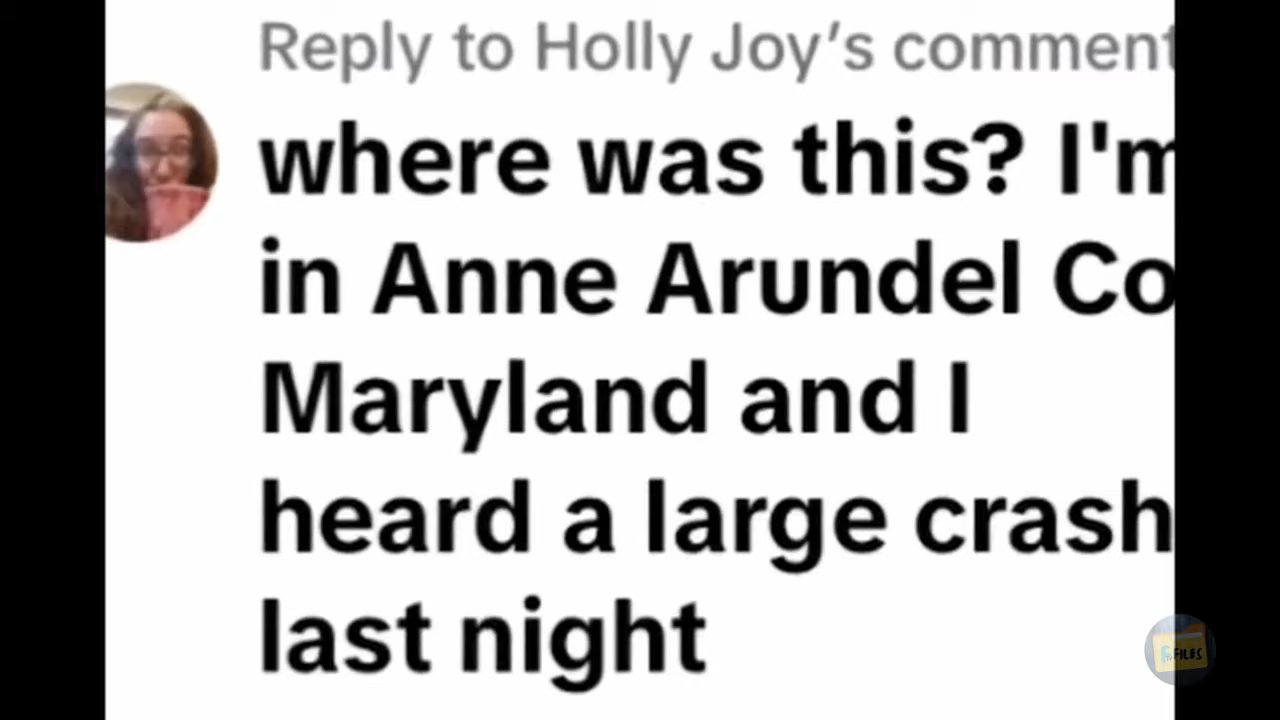 Reply to Holly Joy’s comment
where was this? I'm
in Anne Arundel Co
Maryland and I
heard a large crash
last night
FILES